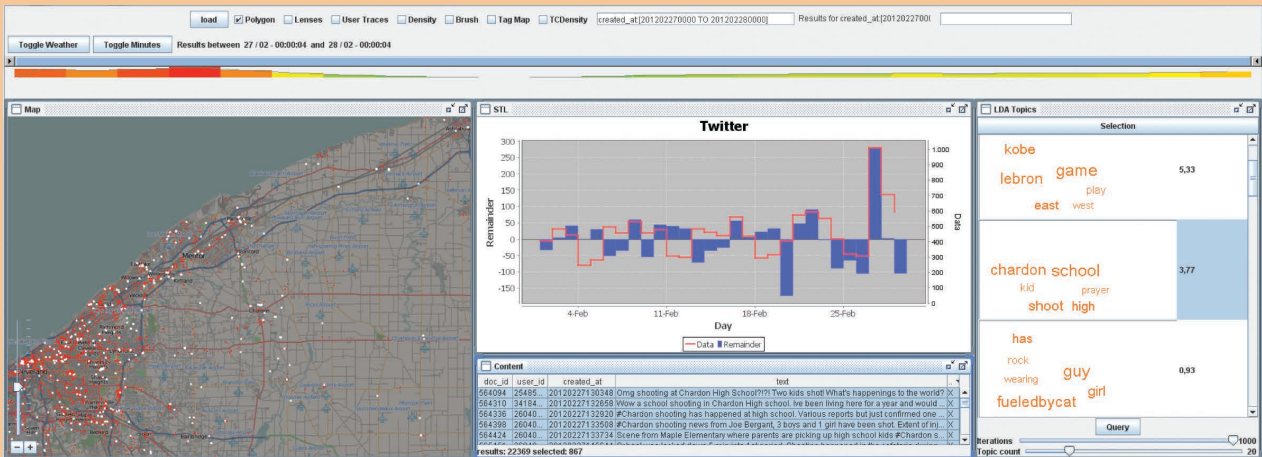 load Polygon Lenses User Traces Density Brush Tag Map TCDensity created_at:[201202270000 TO 201202280000] Results for created_at:[2012022700(
Toggle Weather Toggle Minutes Results between 27 / 02 - 00:00:04 and 28 / 02 - 00:00:04
Map
Mentor
STL
Twitter
300
250
200
150
100
50
0
-50
-100
-150
Remainder
1.000
900
800
700
600
500
400
300
200
100
0
Data
4-Feb 11-Feb 18-Feb 25-Feb
Day
Data Remainder
Content
doc_id user_id created_at text
564094 25485... 20120227130348 Omg shooting at Chardon High School?!?! Two kids shot! What's happenings to the world? X
564310 34184... 20120227132658 Wow a school shooting in Chardon High school. Ive been living here for a year and would ... X
564336 26040... 20120227132920 #Chardon shooting has happened at high school. Various reports but just confirmed one ... X
564398 26040... 20120227133508 #Chardon shooting news from Joe Bergant, 3 boys and 1 girl have been shot. Extent of inj... X
564424 26040... 20120227133734 Scene from Maple Elementary where parents are picking up high school kids #Chardon s... X
results: 22369 selected: 867
LDA Topics
Selection
kobe
lebron game
play
east west
5,33
chardon school
kid prayer
shoot high
3,77
has
rock
wearing guy
girl
fueledbycat
0,93
Query
Iterations 1000
Topic count 20